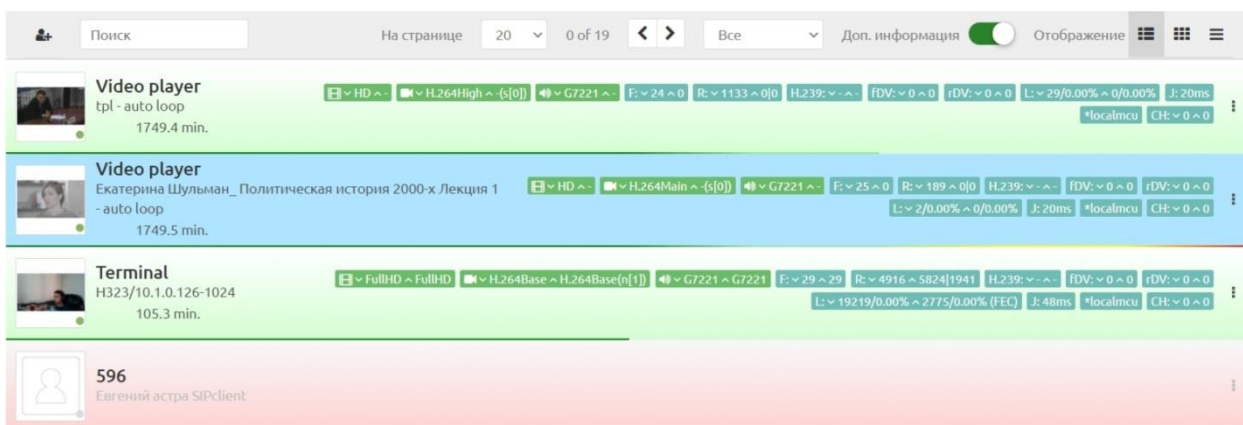 Поиск На странице 20 0 of 19 Все Доп. информация Отображение
Video player
tpl - auto loop
1749.4 min.
HD - H.264High -(s[0]) G7221 - F: 24 0 R: 1133 0|0 H.239: - - fDV: 0 0 rDV: 0 0 L: 29/0.00% 0/0.00% J: 20ms
*localmcu CH: 0 0
Video player
Екатерина Шульман_ Политическая история 2000-х Лекция 1
- auto loop
1749.5 min.
HD - H.264Main -(s[0]) G7221 - F: 25 0 R: 189 0|0 H.239: - - fDV: 0 0 rDV: 0 0
L: 2/0.00% 0/0.00% J: 20ms *localmcu CH: 0 0
Terminal
H323/10.1.0.126-1024
105.3 min.
FullHD FullHD H.264Base H.264Base(n[1]) G7221 G7221 F: 29 29 R: 4916 5824|1941 H.239: - - fDV: 0 0 rDV: 0 0
L: 19219/0.00% 2775/0.00% (FEC) J: 48ms *localmcu CH: 0 0
596
Евгений астра SIPclient